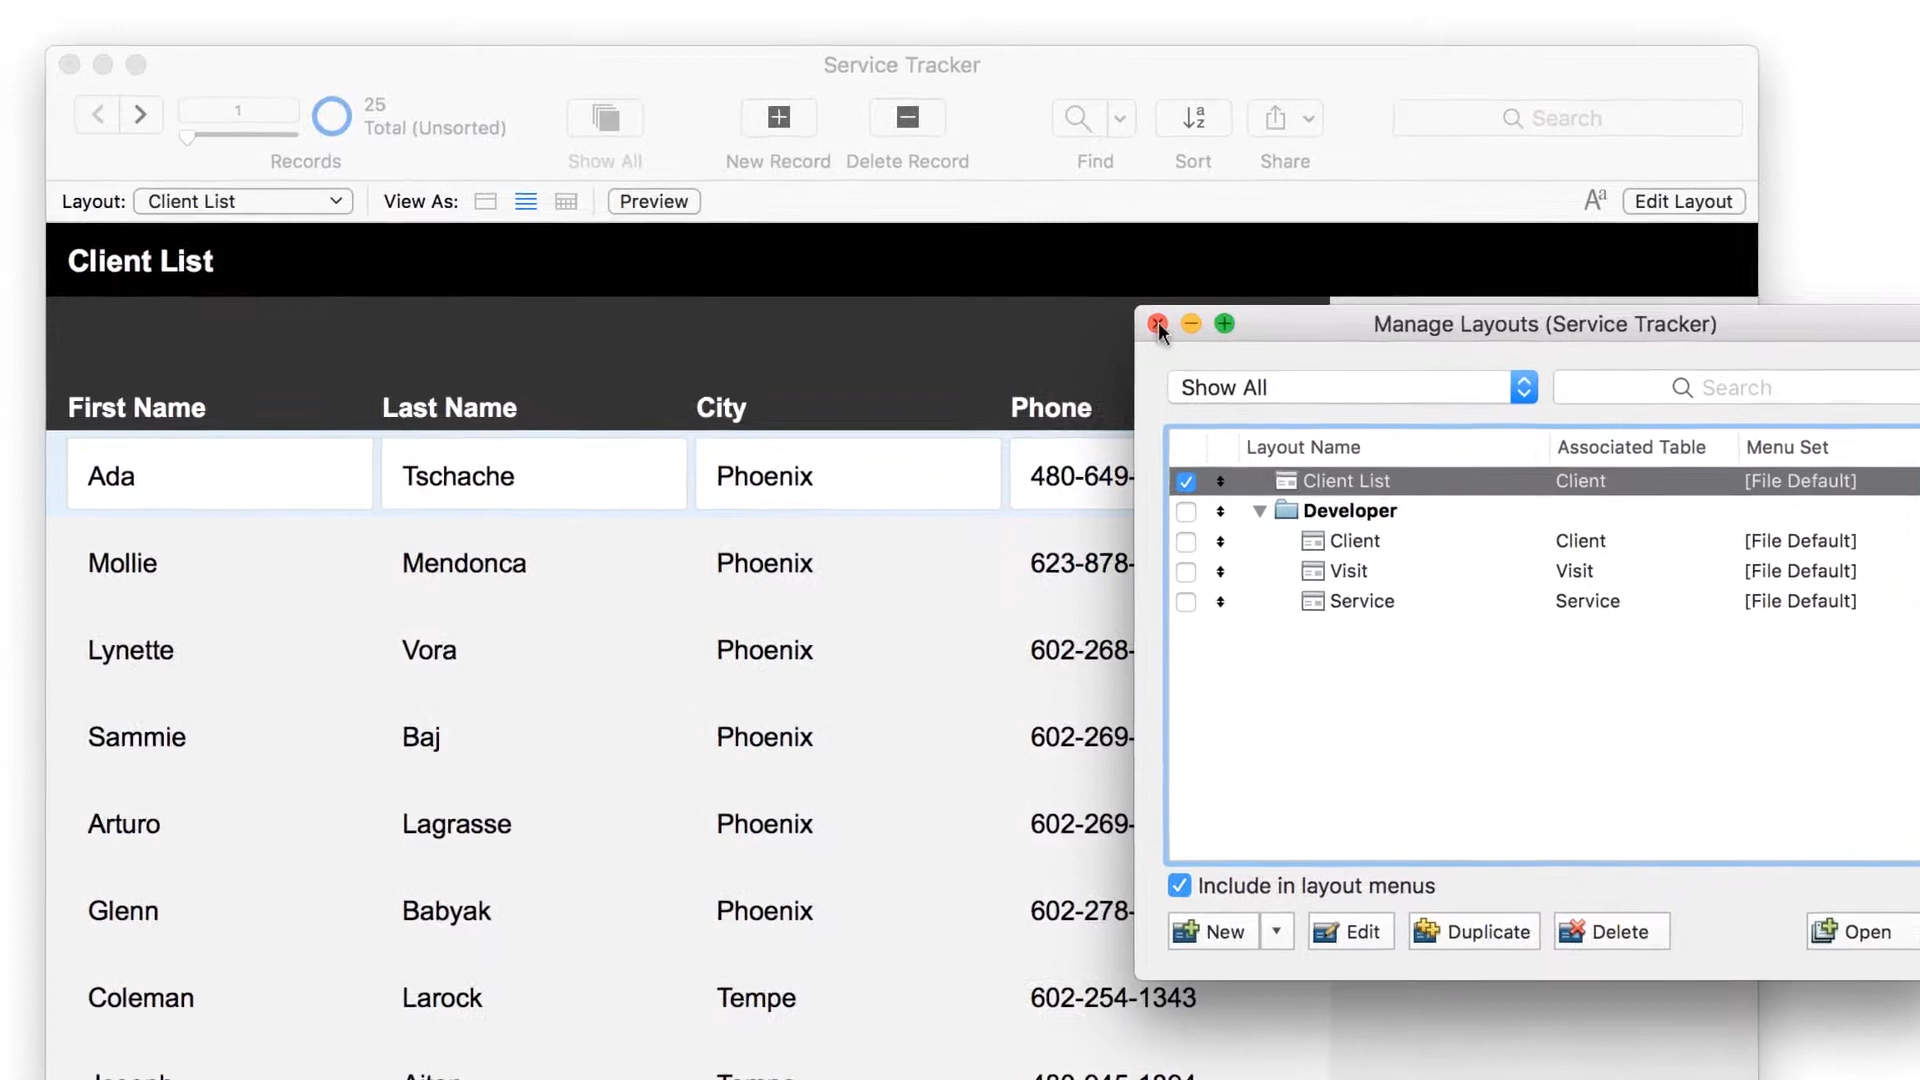 Service Tracker
1
25
Total (Unsorted)
Records
Show All
New Record
Delete Record
Find
Sort
Share
Search
Layout: Client List
View As:
Preview
Aa
Edit Layout
Client List
First Name Last Name City Phone
Ada Tschache Phoenix 480-649-
Mollie Mendonca Phoenix 623-878-
Lynette Vora Phoenix 602-268-
Sammie Baj Phoenix 602-269-
Arturo Lagrasse Phoenix 602-269-
Glenn Babyak Phoenix 602-278-
Coleman Larock Tempe 602-254-1343
Manage Layouts (Service Tracker)
Show All
Search
Layout Name Associated Table Menu Set
Client List Client [File Default]
Developer
Client Client [File Default]
Visit Visit [File Default]
Service Service [File Default]
Include in layout menus
New
Edit
Duplicate
Delete
Open